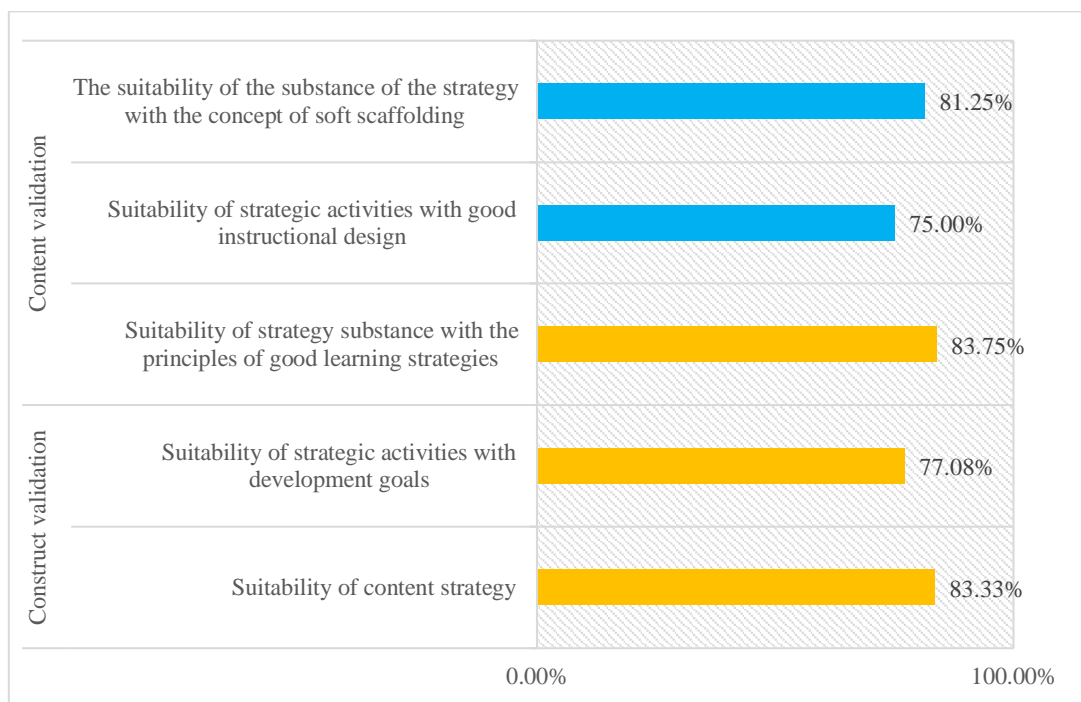 Content validation
The suitability of the substance of the strategy
with the concept of soft scaffolding
81.25%
Suitability of strategic activities with good
instructional design
75.00%
Suitability of strategy substance with the
principles of good learning strategies
83.75%
Construct validation
Suitability of strategic activities with
development goals
77.08%
Suitability of content strategy
83.33%
0.00%
100.00%